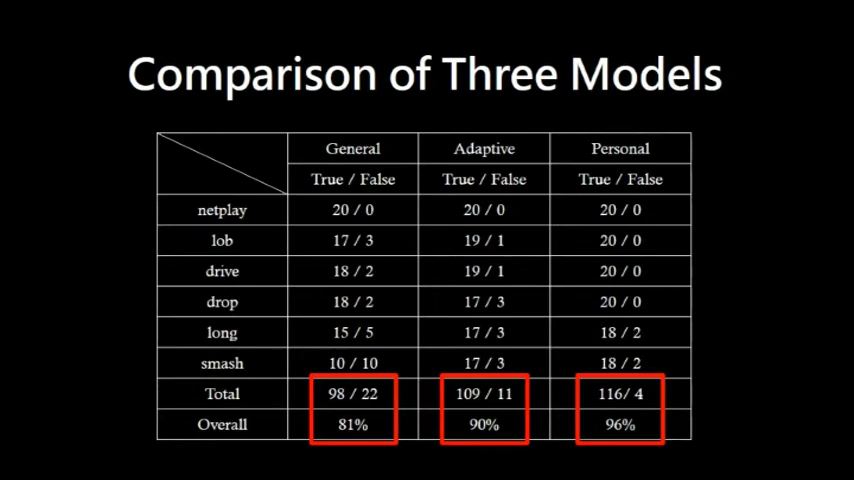 Comparison of Three Models
General Adaptive Personal
True / False True / False True / False
netplay 20 / 0 20 / 0 20 / 0
lob 17 / 3 19 / 1 20 / 0
drive 18 / 2 19 / 1 20 / 0
drop 18 / 2 17 / 3 20 / 0
long 15 / 5 17 / 3 18 / 2
smash 10 / 10 17 / 3 18 / 2
Total 98 / 22 109 / 11 116/ 4
Overall 81% 90% 96%